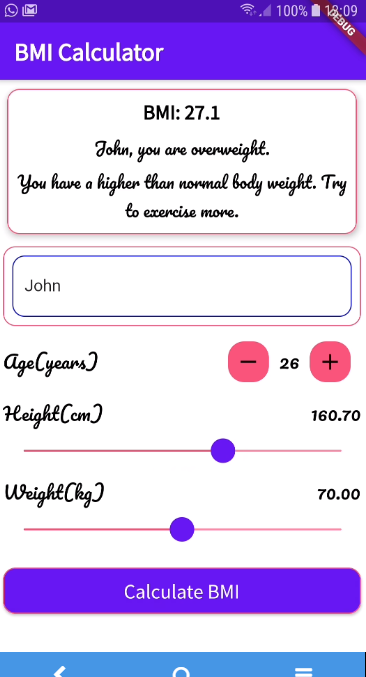 100% 13:09
DEBUG
BMI Calculator
BMI: 27.1
John, you are overweight.
You have a higher than normal body weight. Try
to exercise more.
John
Age(years)
26
Height(cm)
160.70
Weight(kg)
70.00
Calculate BMI